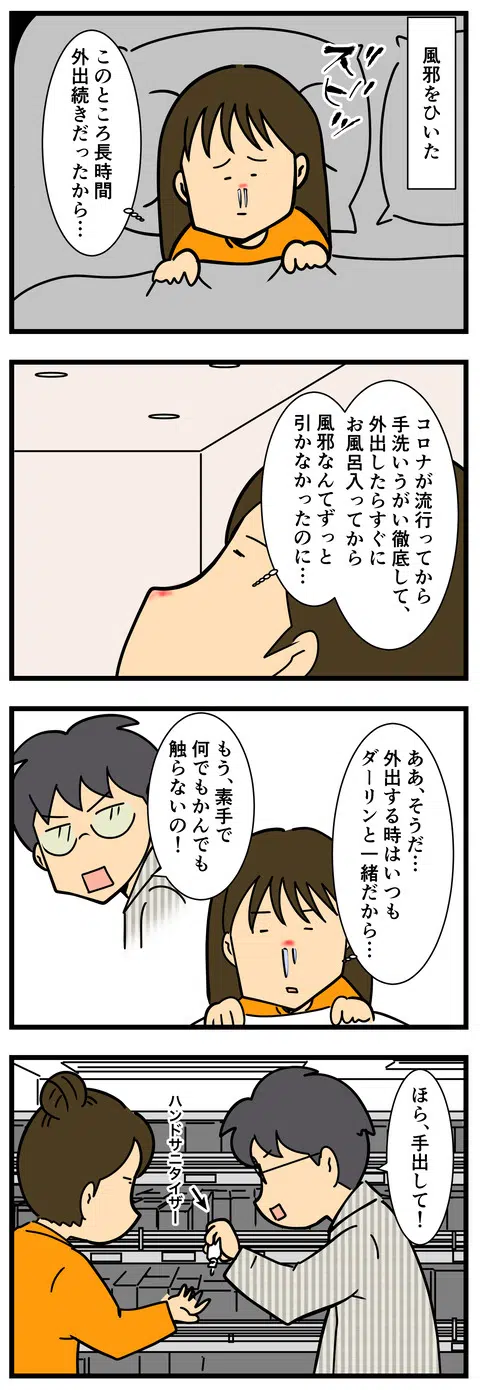 風邪をひいた
ズビ
このところ長時間
外出続きだったから…
コロナが流行ってから
手洗いうがい徹底して、
外出したらすぐに
お風呂入ってから
風邪なんてずっと
引かなかったのに…
ああ、そうだ…
外出する時はいつも
ダーリンと一緒だから…
もう、素手で
何でもかんでも
触らないの！
ほら、手出して！
ハンドサニタイザー